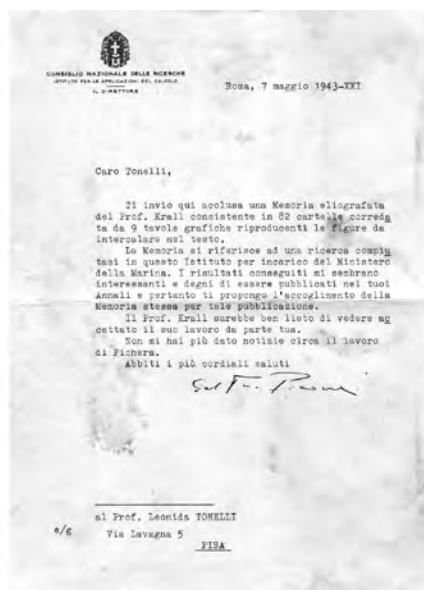 CONSIGLIO NAZIONALE DELLE RICERCHE
ISTITUTO PER LE APPLICAZIONI DEL CALCOLO
IL DIRETTORE
Roma, 7 maggio 1943-XXI
Caro Tonelli,
Ti invio qui acclusa una Memoria eliografata
del Prof. Krall consistente in 82 cartelle correda
ta da 9 tavole grafiche riproducenti le figure da
intercalare nel testo.
La Memoria si riferisce ad una ricerca compiu
tasi in questo Istituto per incarico del Ministero
della Marina. I risultati conseguiti mi sembrano
interessanti e degni di essere pubblicati nei tuoi
Annali e pertanto ti propongo l'accoglimento della
Memoria stessa per tale pubblicazione.
Il Prof. Krall sarebbe ben lieto di vedere ac
cettato il suo lavoro da parte tua.
Non mi hai più dato notizie circa il lavoro
di Fichera.
Abbiti i più cordiali saluti
al Prof. Leonida TONELLI
Via Lavagna 5
PISA